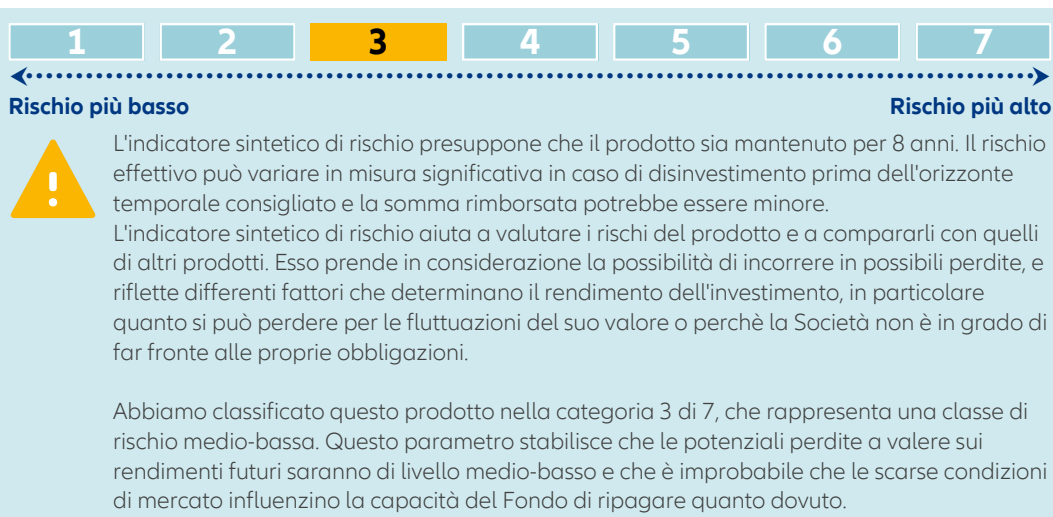 1 2 3 4 5 6 7
Rischio più basso Rischio più alto
L'indicatore sintetico di rischio presuppone che il prodotto sia mantenuto per 8 anni. Il rischio
effettivo può variare in misura significativa in caso di disinvestimento prima dell'orizzonte
temporale consigliato e la somma rimborsata potrebbe essere minore.
L'indicatore sintetico di rischio aiuta a valutare i rischi del prodotto e a compararli con quelli
di altri prodotti. Esso prende in considerazione la possibilità di incorrere in possibili perdite, e
riflette differenti fattori che determinano il rendimento dell'investimento, in particolare
quanto si può perdere per le fluttuazioni del suo valore o perchè la Società non è in grado di
far fronte alle proprie obbligazioni.
Abbiamo classificato questo prodotto nella categoria 3 di 7, che rappresenta una classe di
rischio medio-bassa. Questo parametro stabilisce che le potenziali perdite a valere sui
rendimenti futuri saranno di livello medio-basso e che è improbabile che le scarse condizioni
di mercato influenzino la capacità del Fondo di ripagare quanto dovuto.